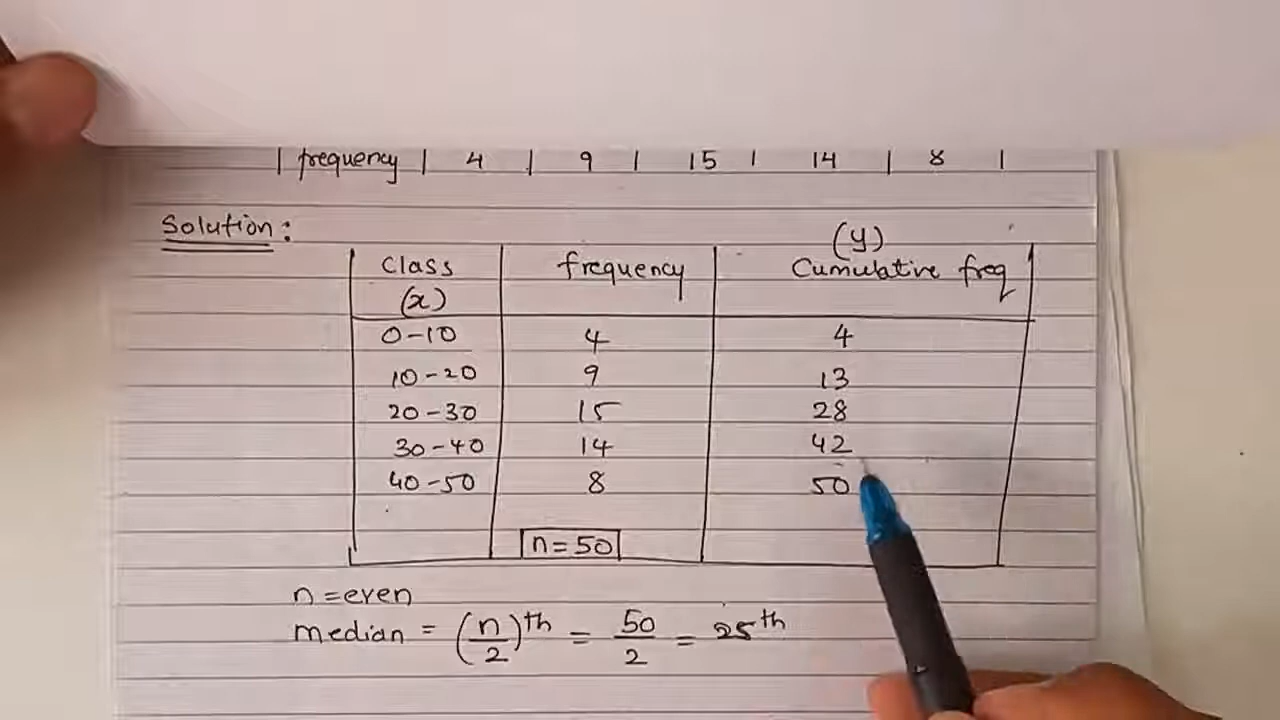 | frequency | 4 | 9 | 15 | 14 | 8 |
Solution:
(y)
Class frequency Cumulative freq
(x)
0-10 4 4
10-20 9 13
20-30 15 28
30-40 14 42
40-50 8 50
n=50
n=even
median = (n/2)th = 50/2 = 25th